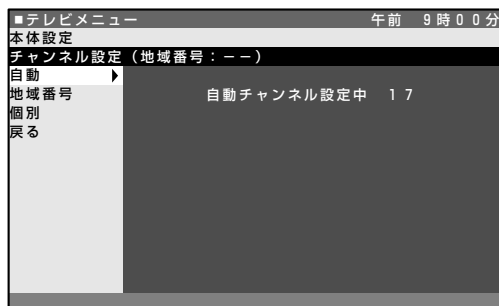 ■テレビメニュー 午前 9時00分
本体設定
チャンネル設定(地域番号:−−)
自動
地域番号
自動チャンネル設定中 17
個別
戻る